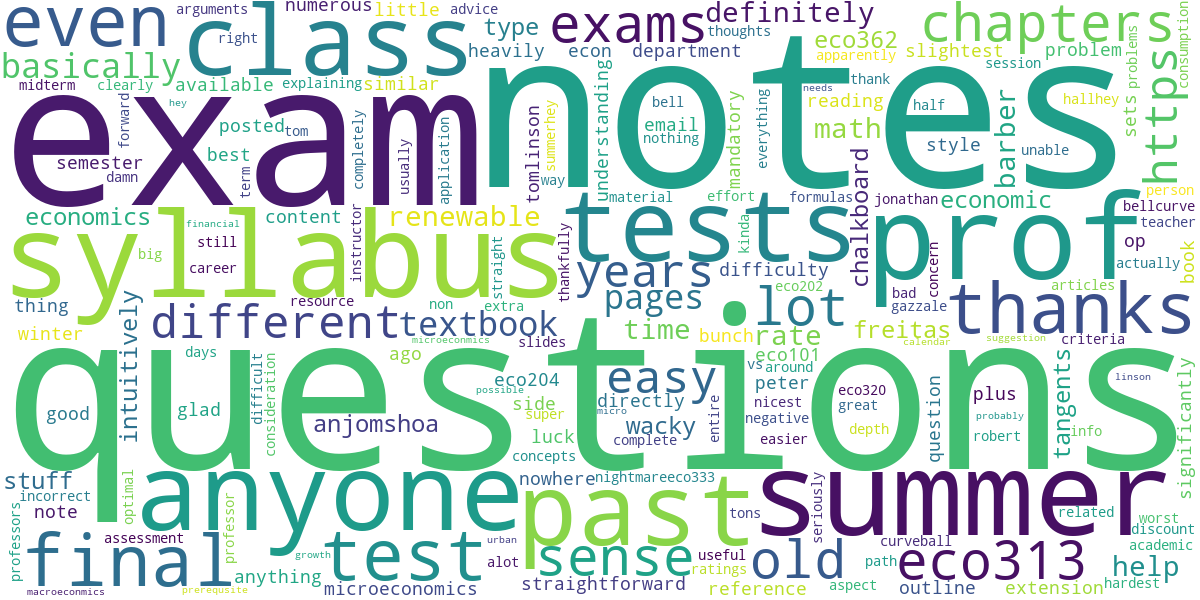 even
class
exams
notes
exam
chapters
numerous
arguments
right
little
advice
type
heavily
econ
department
definitely
thoughts
eco362
apparently
slightest
problem
session
consumption
problems
basically
midterm
clearly
available
explaining
similar
hey
forward
posted
tom
best
term
semester
damn
completely
usually
application
tomlinson
summerhey
way
understanding
bell
email
nothing
mandatory
everything
thank
needs
reading
math
half
style
barber
hallhey
unable
sets
https
economics
content
renewable
instructor
material
effort
formulas
chalkboard
jonathan
economic
person
bellcurve
teacher
syllabus
financial
big
still
career
straight
thankfully
tests
years
kinda
difficulty
eco202
prof
bad
gazzale
concern
op
actually
articles
book
thing
winter
intuitively
different
resource
non
extra
textbook
microeconmics
slides
pages
time
lot
rate
bunch
freitas
calendar
thanks
suggestion
criteria
days
ago
questions
good
glad
difficult
consideration
anjomshoa
eco204
possible
side
super
luck
concepts
easy
directly
micro
wacky
complete
entire
eco101
vs
around
peter
nicest
negative
easier
eco320
great
depth
question
plus
probably
robert
linson
tangents
info
significantly
stuff
incorrect
note
professors
optimal
assessment
professor
anyone
nowhere
nightmareeco333
past
tons
summer
seriously
related
worst
discount
academic
curveball
final
macroeconmics
prerequsite
anything
growth
test
urban
alot
microeconomics
sense
straightforward
useful
ratings
reference
old
aspect
path
eco313
outline
extension
help
hardest